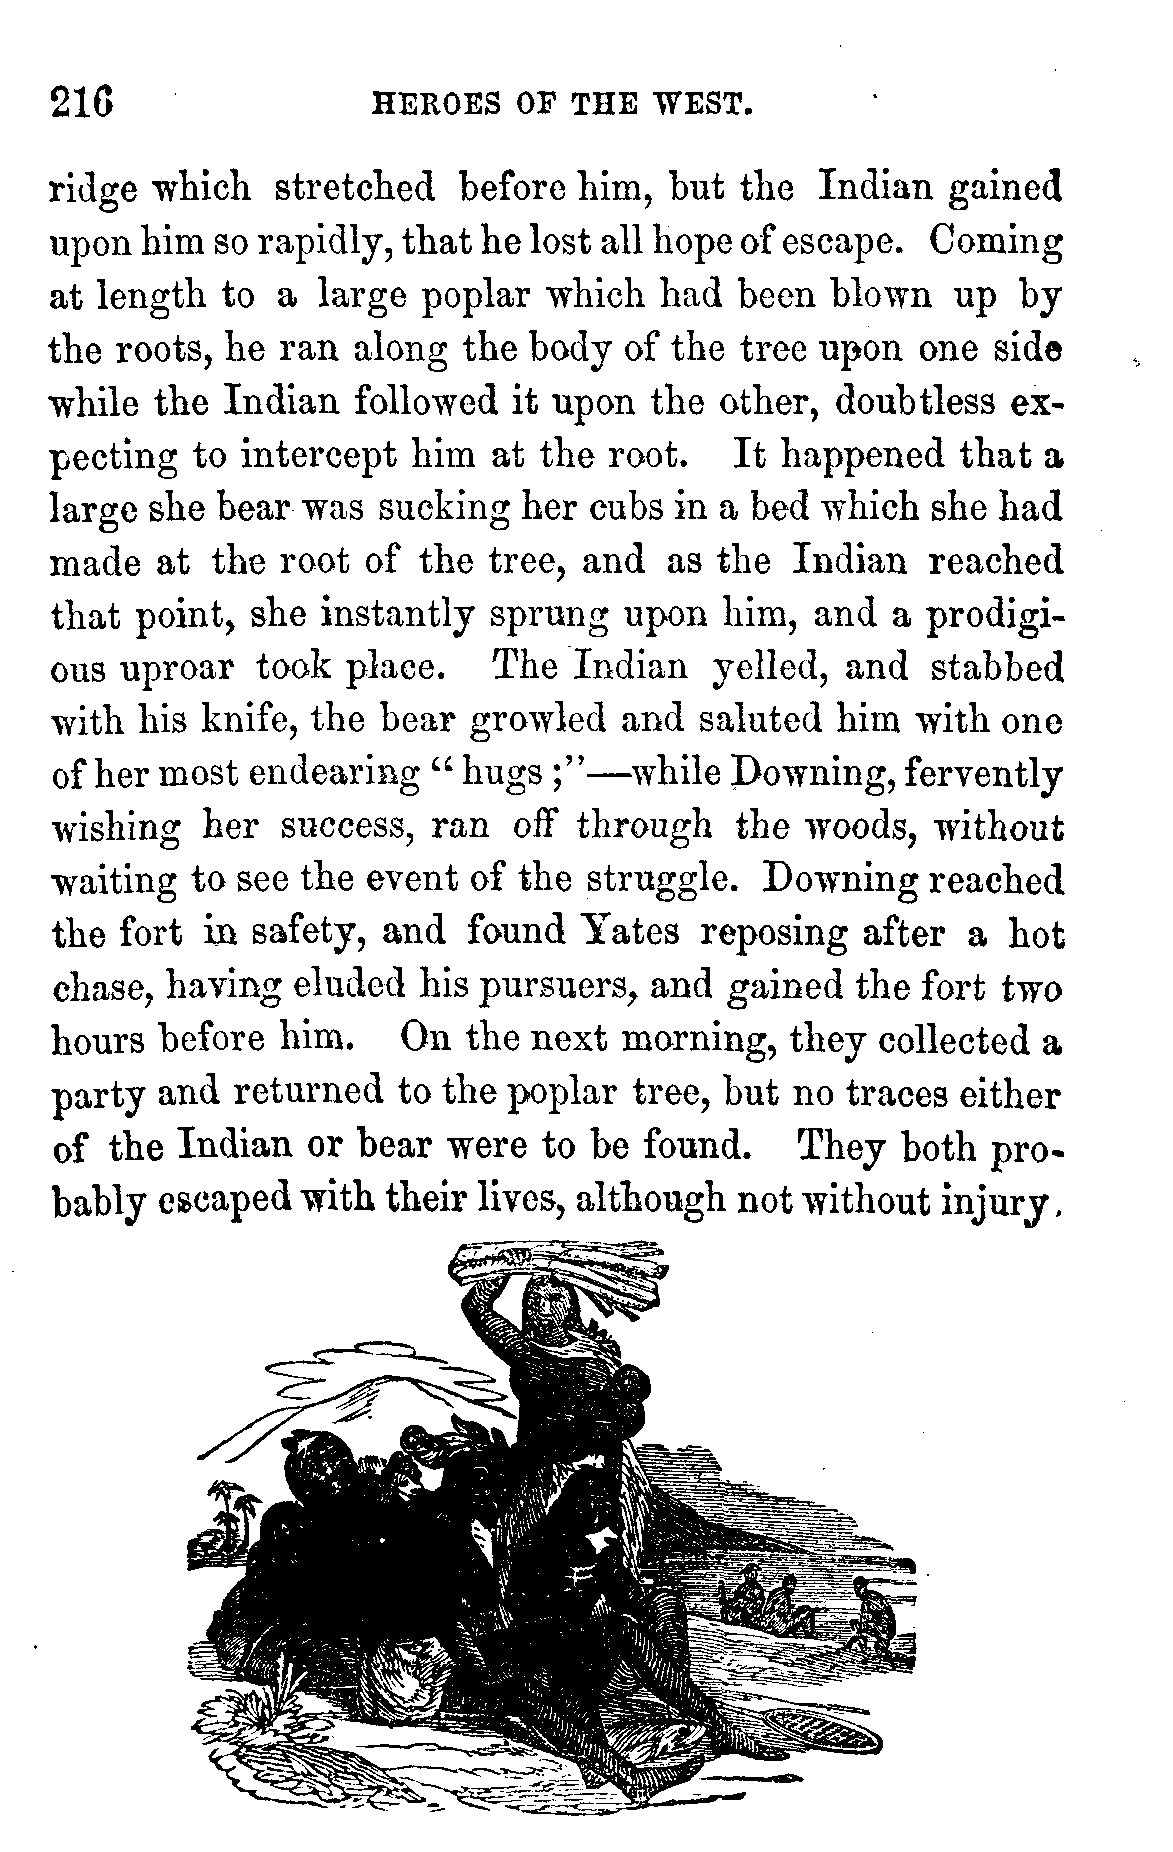 216 HEROES OF THE WEST.
ridge which stretched before him, but the Indian gained
upon him so rapidly, that he lost all hope of escape. Coming
at length to a large poplar which had been blown up by
the roots, he ran along the body of the tree upon one side
while the Indian followed it upon the other, doubtless ex-
pecting to intercept him at the root. It happened that a
large she bear was sucking her cubs in a bed which she had
made at the root of the tree, and as the Indian reached
that point, she instantly sprung upon him, and a prodigi-
ous uproar took place. The Indian yelled, and stabbed
with his knife, the bear growled and saluted him with one
of her most endearing “hugs;”—while Downing, fervently
wishing her success, ran off through the woods, without
waiting to see the event of the struggle. Downing reached
the fort in safety, and found Yates reposing after a hot
chase, having eluded his pursuers, and gained the fort two
hours before him. On the next morning, they collected a
party and returned to the poplar tree, but no traces either
of the Indian or bear were to be found. They both pro-
bably escaped with their lives, although not without injury.